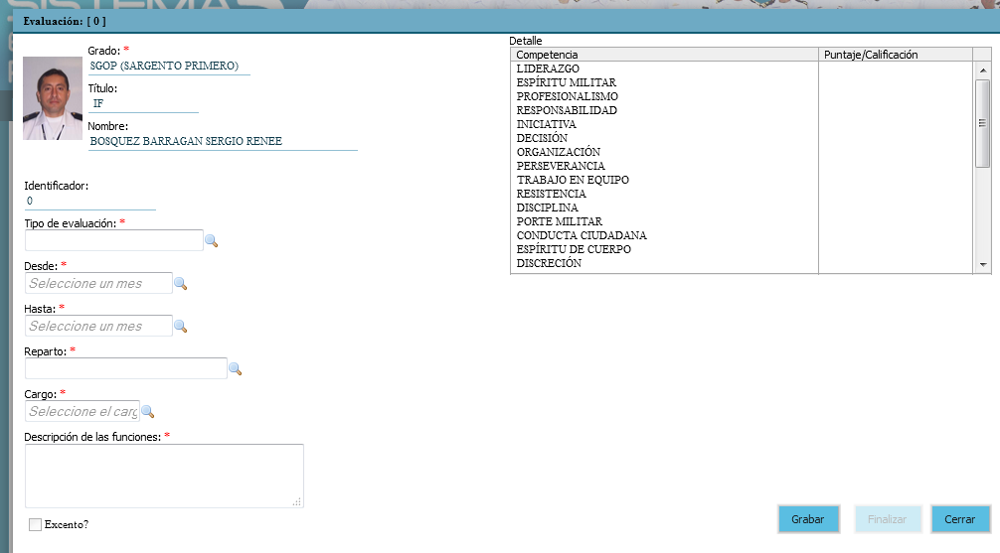 SISTEMAS
Evaluación: [ 0 ]
Grado: *
SGOP (SARGENTO PRIMERO)
Título:
IF
Nombre:
BOSQUEZ BARRAGAN SERGIO RENEE
Identificador:
0
Tipo de evaluación: *
Desde: *
Seleccione un mes
Hasta: *
Seleccione un mes
Reparto: *
Cargo: *
Seleccione el carg
Descripción de las funciones: *
Excento?
Detalle
Competencia Puntaje/Calificación
LIDERAZGO
ESPÍRITU MILITAR
PROFESIONALISMO
RESPONSABILIDAD
INICIATIVA
DECISIÓN
ORGANIZACIÓN
PERSEVERANCIA
TRABAJO EN EQUIPO
RESISTENCIA
DISCIPLINA
PORTE MILITAR
CONDUCTA CIUDADANA
ESPÍRITU DE CUERPO
DISCRECIÓN
Grabar Finalizar Cerrar